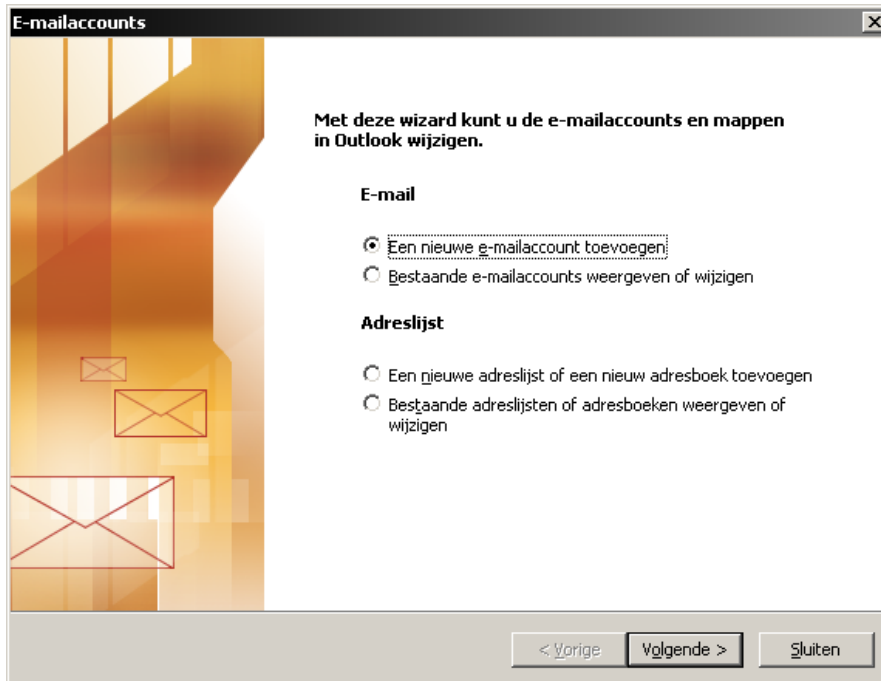 E-mailaccounts
Met deze wizard kunt u de e-mailaccounts en mappen
in Outlook wijzigen.
E-mail
Een nieuwe e-mailaccount toevoegen
Bestaande e-mailaccounts weergeven of wijzigen
Adreslijst
Een nieuwe adreslijst of een nieuw adresboek toevoegen
Bestaande adreslijsten of adresboeken weergeven of
wijzigen
< Vorige Volgende > Sluiten